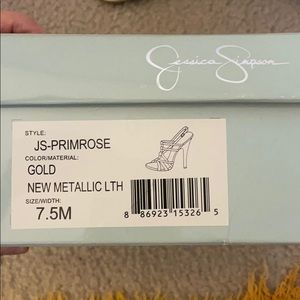 Jessica Simpson
STYLE:
JS-PRIMROSE
COLOR/MATERIAL:
GOLD
NEW METALLIC LTH
SIZE/WIDTH:
7.5M
8 86923 15326 5